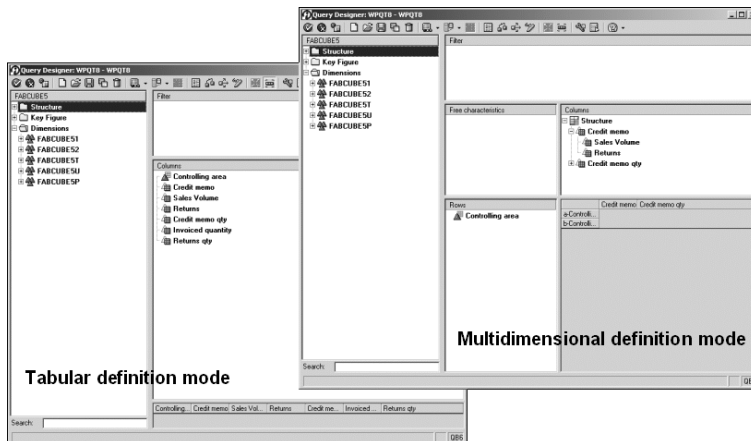 Query Designer: WPQT8 - WPQT8
FABCUBE5
Structure
Key Figure
Dimensions
FABCUBE51
FABCUBE52
FABCUBE5T
FABCUBE5U
FABCUBE5P
Filter
Columns
Controlling area
Credit memo
Sales Volume
Returns
Credit memo qty
Invoiced quantity
Returns qty
Tabular definition mode
Controlling... Credit memo Sales Vol... Returns Credit me... Invoiced ... Returns qty
Search:
QB6
Query Designer: WPQT8 - WPQT8
FABCUBE5
Structure
Key Figure
Dimensions
FABCUBE51
FABCUBE52
FABCUBE5T
FABCUBE5U
FABCUBE5P
Filter
Free characteristics
Columns
Structure
Credit memo
Sales Volume
Returns
Credit memo qty
Rows
Controlling area
Credit memo Credit memo qty
a-Controlli...
b-Controlli...
Multidimensional definition mode
Search: